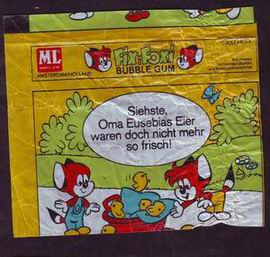 ML
Fix+Foxi
BUBBLE GUM
AMSTERDAM-HOLLAND
Siehste,
Oma Eusebias Eier
waren doch nicht mehr
so frisch!